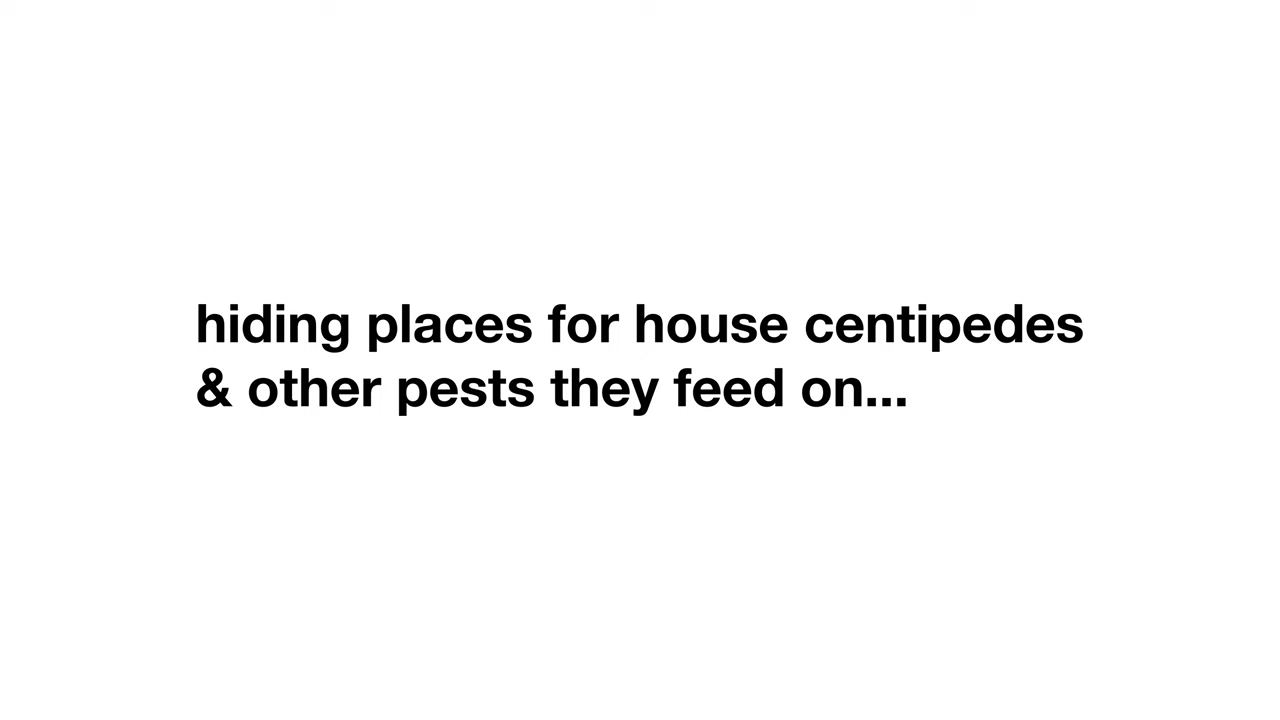 hiding places for house centipedes
& other pests they feed on...